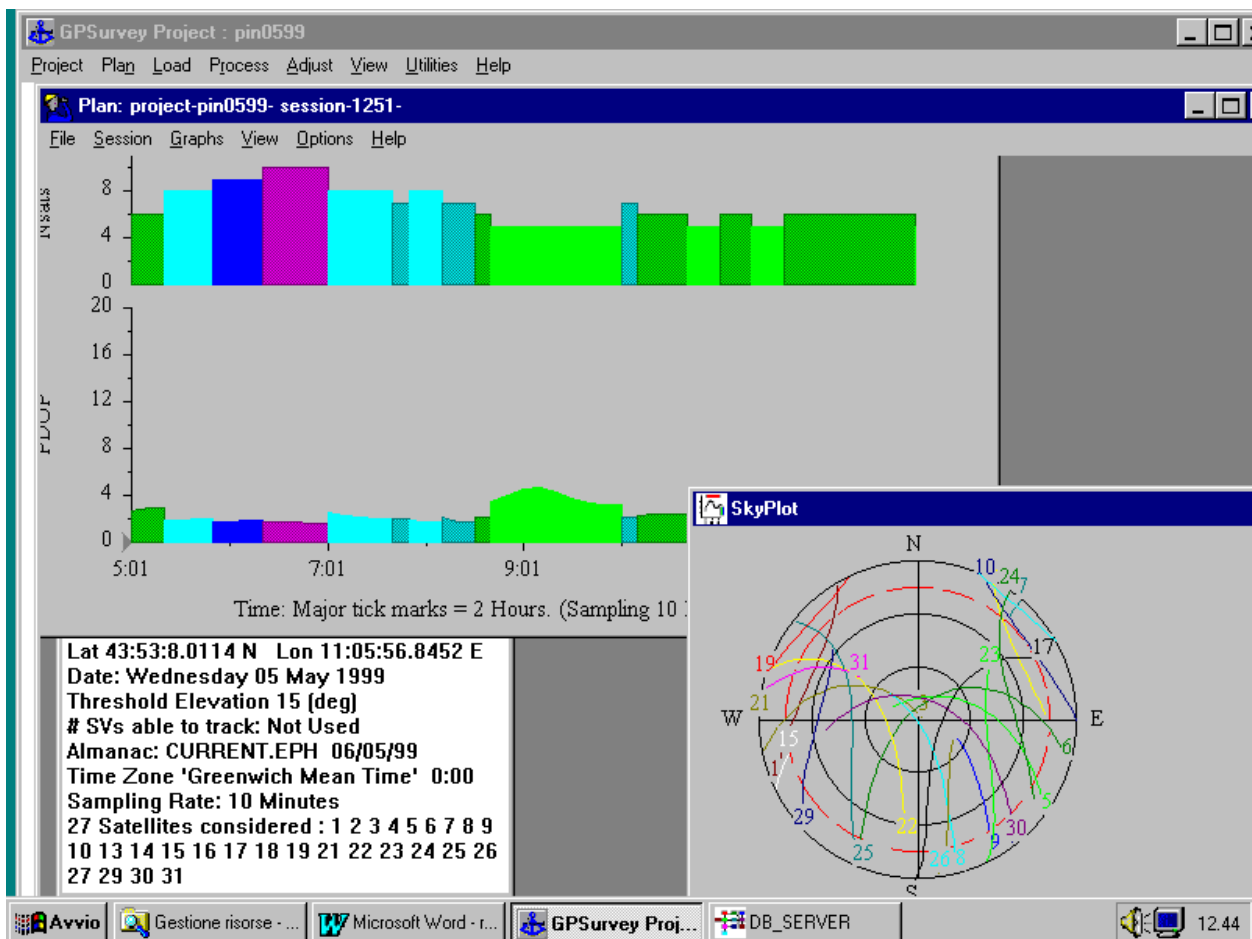 GPSurvey Project : pin0599
Project Plan Load Process Adjust View Utilities Help
Plan: project-pin0599- session-1251-
File Session Graphs View Options Help
Nsats
8
4
0
20
16
12
8
4
0
PDOP
5:01 7:01 9:01
Time: Major tick marks = 2 Hours. (Sampling 10
Lat 43:53:8.0114 N Lon 11:05:56.8452 E
Date: Wednesday 05 May 1999
Threshold Elevation 15 (deg)
# SVs able to track: Not Used
Almanac: CURRENT.EPH 06/05/99
Time Zone 'Greenwich Mean Time' 0:00
Sampling Rate: 10 Minutes
27 Satellites considered : 1 2 3 4 5 6 7 8 9
10 13 14 15 16 17 18 19 21 22 23 24 25 26
27 29 30 31
SkyPlot
N
10 24 7
17
23
19 31
21
3
W E
15
6
1
5
29
22
30
25
26 8 9
S
Avvio Gestione risorse - ... Microsoft Word - r... GPSurvey Proj... DB_SERVER 12.44